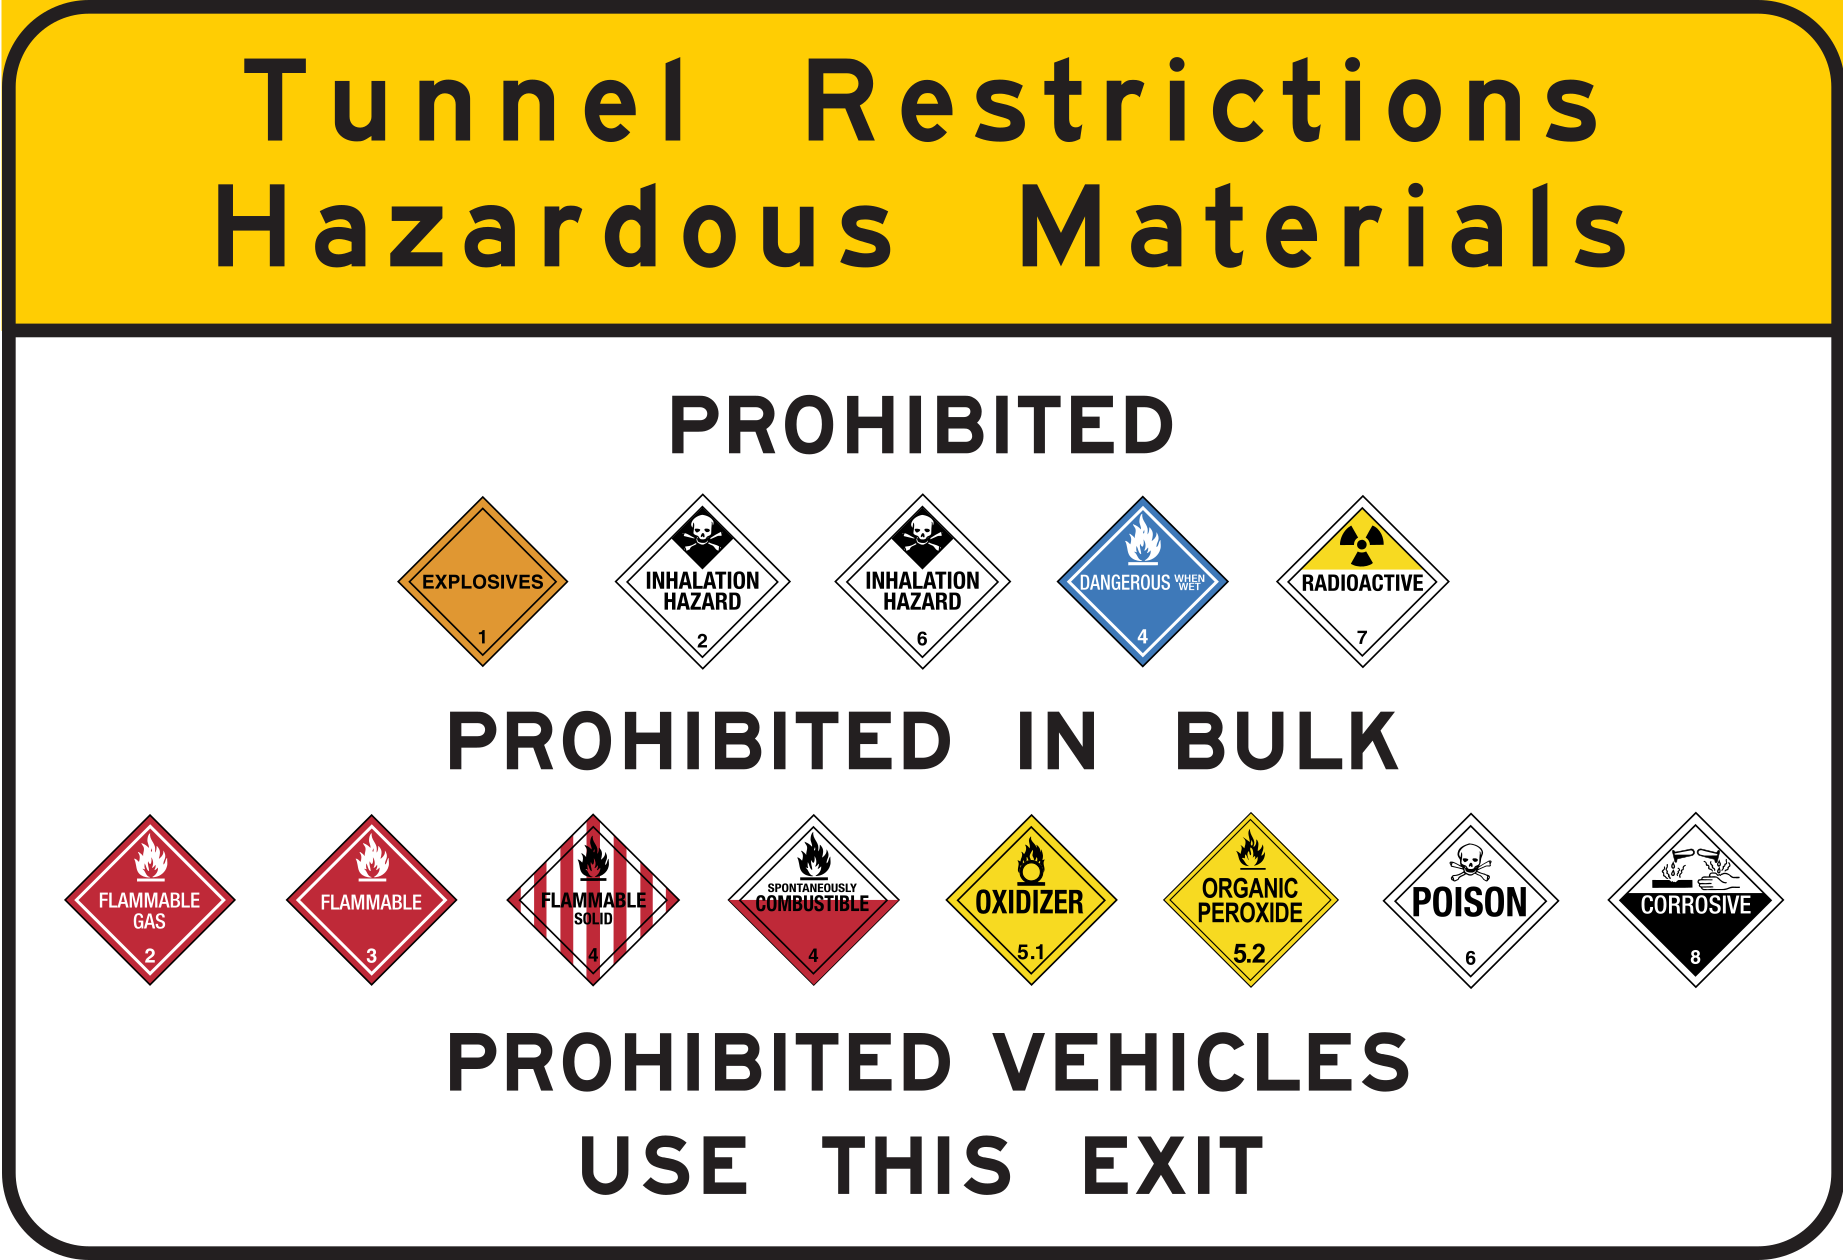 Tunnel Restrictions
Hazardous Materials
PROHIBITED
EXPLOSIVES
1
INHALATION
HAZARD
2
INHALATION
HAZARD
6
DANGEROUS WHEN
WET
4
RADIOACTIVE
7
PROHIBITED IN BULK
FLAMMABLE
GAS
2
FLAMMABLE
3
FLAMMABLE
SOLID
4
SPONTANEOUSLY
COMBUSTIBLE
4
OXIDIZER
5.1
ORGANIC
PEROXIDE
5.2
POISON
6
CORROSIVE
8
PROHIBITED VEHICLES
USE THIS EXIT